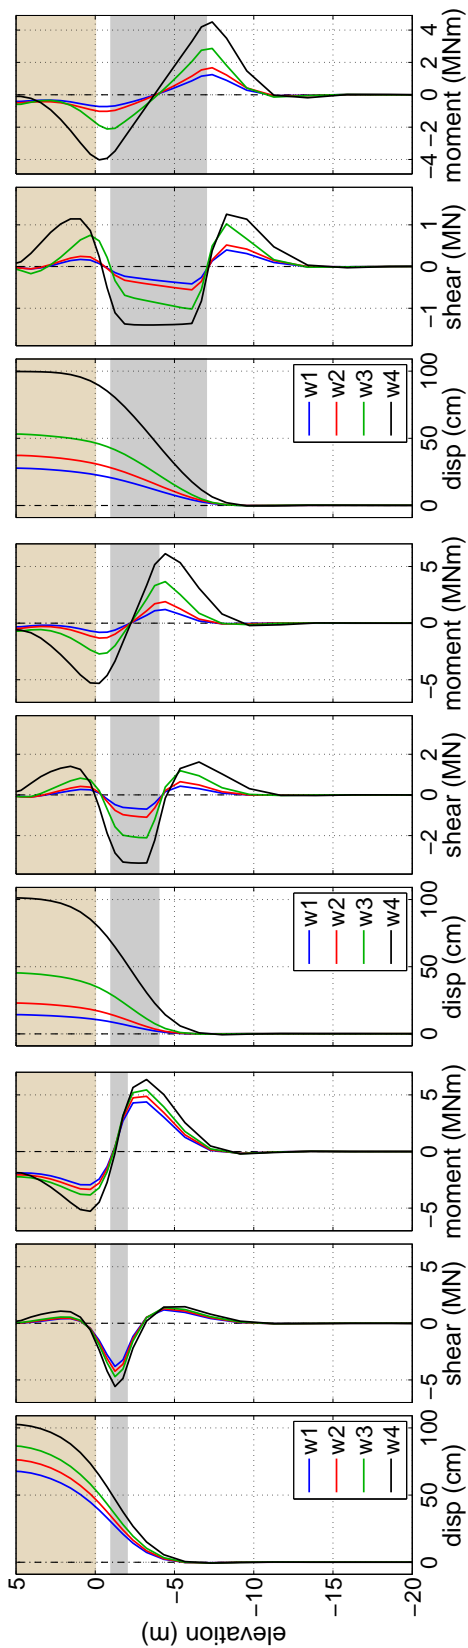 elevation (m)
5
0
−5
−10
−15
−20
w1
w2
w3
w4
0 50 100
disp (cm)
−5 0 5
shear (MN)
−5 0 5
moment (MNm)
w1
w2
w3
w4
0 50 100
disp (cm)
−2 0 2
shear (MN)
−5 0 5
moment (MNm)
w1
w2
w3
w4
0 50 100
disp (cm)
−1 0 1
shear (MN)
−4 −2 0 2 4
moment (MNm)